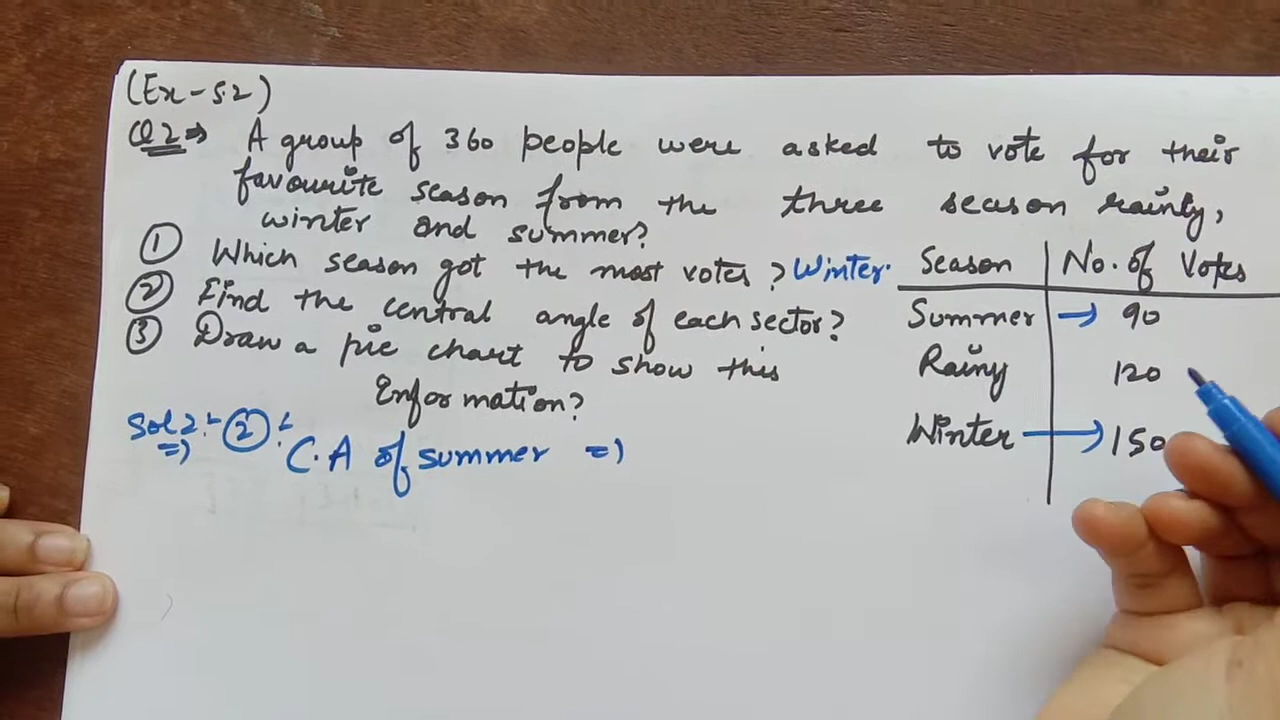 (Ex-5.2)
Q2⇒ A group of 360 people were asked to vote for their
favourite season from the three season rainly,
winter and summer?
① Which season got the most votes? Winter.
② Find the central angle of each sector?
③ Draw a pie chart to show this
Enformation?
Season No. of Votes
Summer → 90
Rainy 120
Winter → 150
Sol2:- ②:-
⇒ C.A of summer ⇒